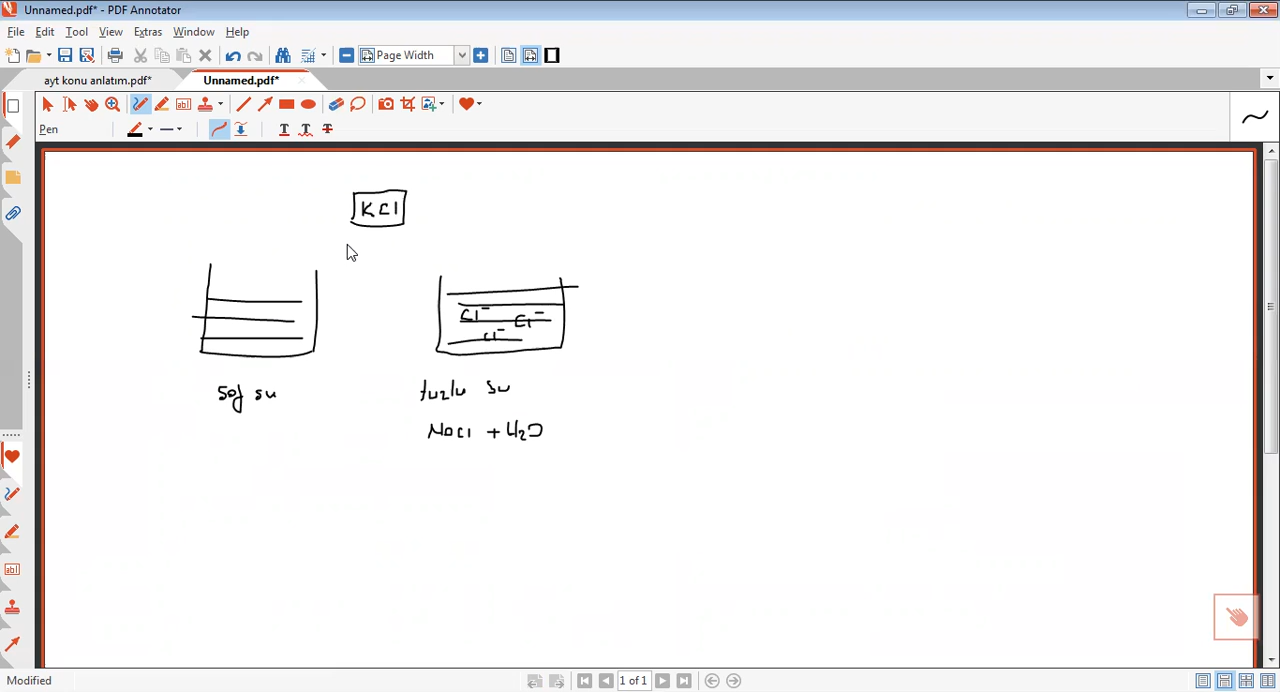 Unnamed.pdf* - PDF Annotator
File Edit Tool View Extras Window Help
Page Width
ayt konu anlatım.pdf* Unnamed.pdf*
Pen
KCl
Cl⁻ Cl⁻
Cl⁻
Saf su
tuzlu su
NaCl + H₂O
Modified
1 of 1